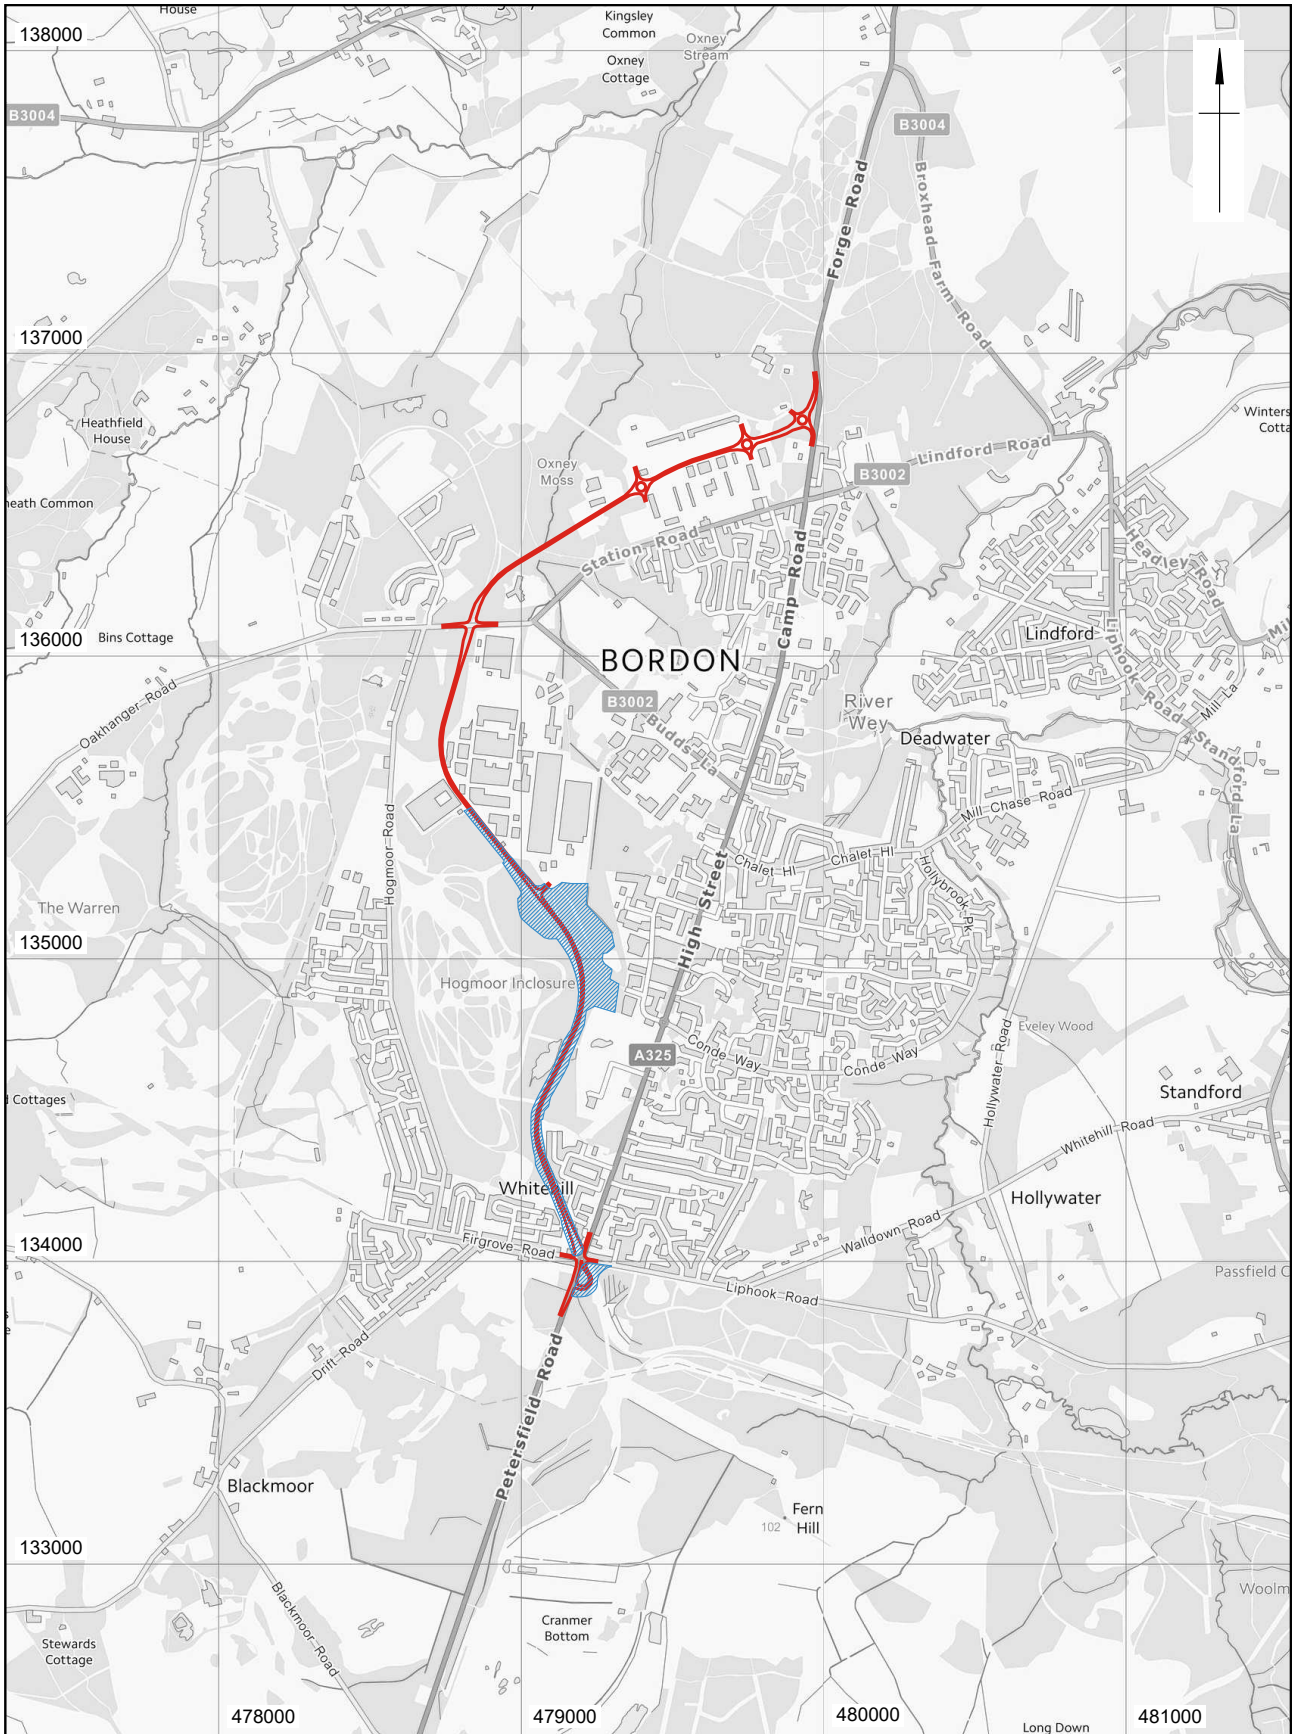 House
138000
Kingsley
Common
Oxney
Stream
Oxney
Cottage
B3004
B3004
Broxhead Farm Road
Forge Road
137000
Heathfield
House
Winters
Cotta
Lindford Road
Oxney
Moss
B3002
heath Common
Station Road
Headley Road
Camp Road
136000
Bins Cottage
Lindford
BORDON
Liphook Road
Mill La
B3002
River
Wey
Oakhanger Road
Budds La
Deadwater
Standford La
Mill Chase Road
Hogmoor Road
Chalet Hl
Chalet Hl
Hollybrook Pk
High Street
The Warren
135000
Hogmoor Inclosure
Eveley Wood
A325
Conde Way
Conde Way
Hollywater Road
Standford
Cottages
Whitehill Road
Whitehill
Hollywater
Walldown Road
134000
Firgrove Road
Passfield C
Liphook Road
Drift Road
Petersfield Road
Blackmoor
Fern
Hill
102
133000
Blackmoor Road
Woolm
Cranmer
Bottom
Stewards
Cottage
478000
479000
480000
481000
Long Down